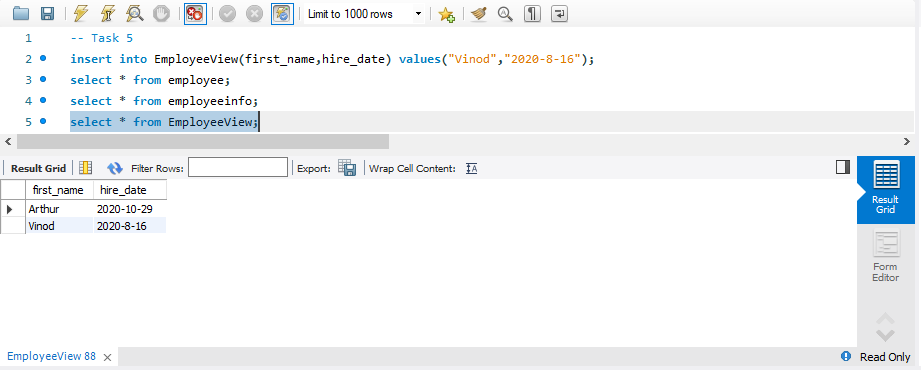 Limit to 1000 rows
1 -- Task 5
2 insert into EmployeeView(first_name,hire_date) values("Vinod","2020-8-16");
3 select * from employee;
4 select * from employeeinfo;
5 select * from EmployeeView;
Result Grid Filter Rows: Export: Wrap Cell Content: IA
first_name hire_date
Arthur 2020-10-29
Vinod 2020-8-16
Result
Grid
Form
Editor
EmployeeView 88 × Read Only